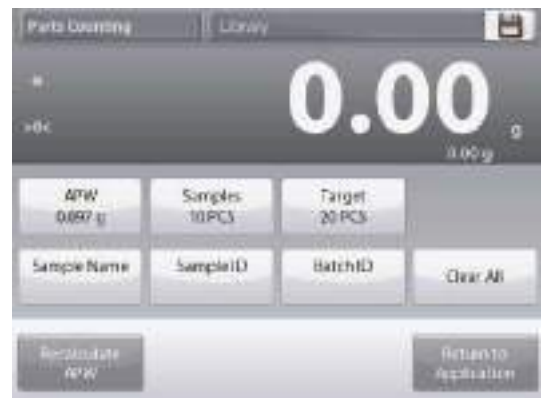 Parts Counting
Library
*
>0<
0.00 g
0.00 g
APW
0.897 g
Samples
10 PCS
Target
20 PCS
Sample Name
Sample ID
Batch ID
Clear All
Recalculate
APW
Return to
Application